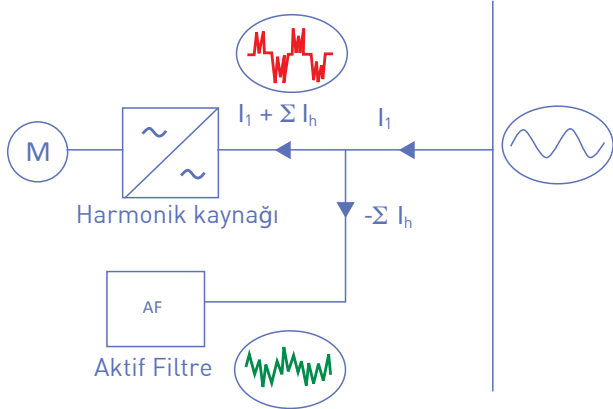 I₁ + Σ Iₕ
I₁
M
Harmonik kaynağı
-Σ Iₕ
AF
Aktif Filtre